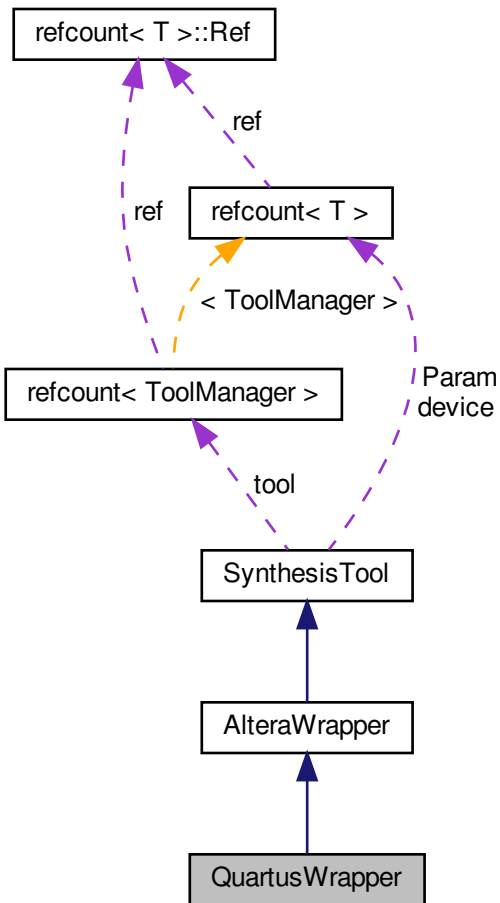 refcount< T >::Ref
ref
refcount< T >
ref
< ToolManager >
refcount< ToolManager >
Param
device
tool
SynthesisTool
AlteraWrapper
QuartusWrapper